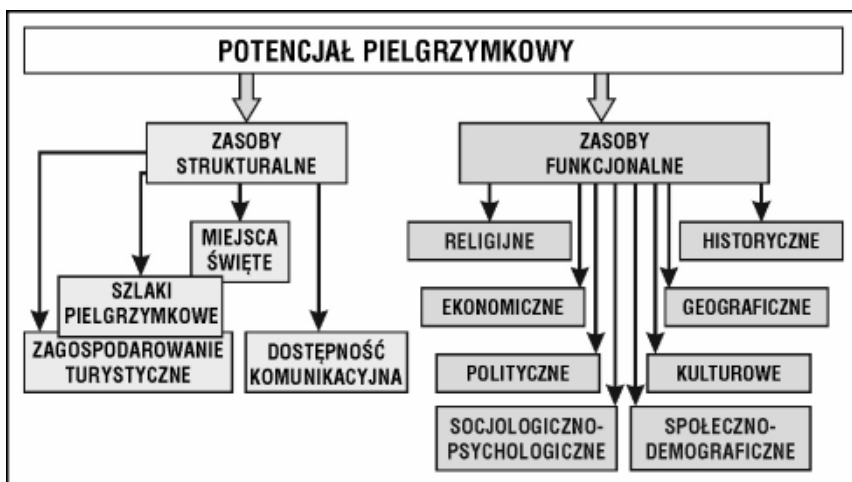 POTENCJAŁ PIELGRZYMKOWY
ZASOBY
STRUKTURALNE
MIEJSCA
ŚWIĘTE
SZLAKI
PIELGRZYMKOWE
ZAGOSPODAROWANIE
TURYSTYCZNE
DOSTĘPNOŚĆ
KOMUNIKACYJNA
ZASOBY
FUNKCJONALNE
RELIGIJNE
HISTORYCZNE
EKONOMICZNE
GEOGRAFICZNE
POLITYCZNE
KULTUROWE
SOCJOLOGICZNO-
PSYCHOLOGICZNE
SPOŁECZNO-
DEMOGRAFICZNE